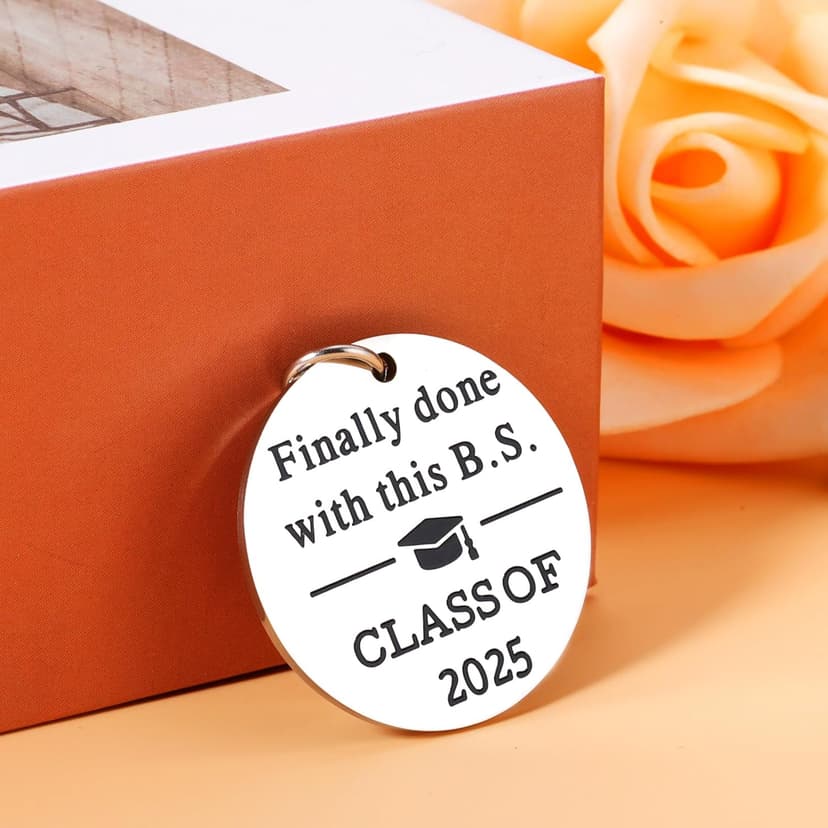 Finally done
with this B.S.
CLASS OF
2025